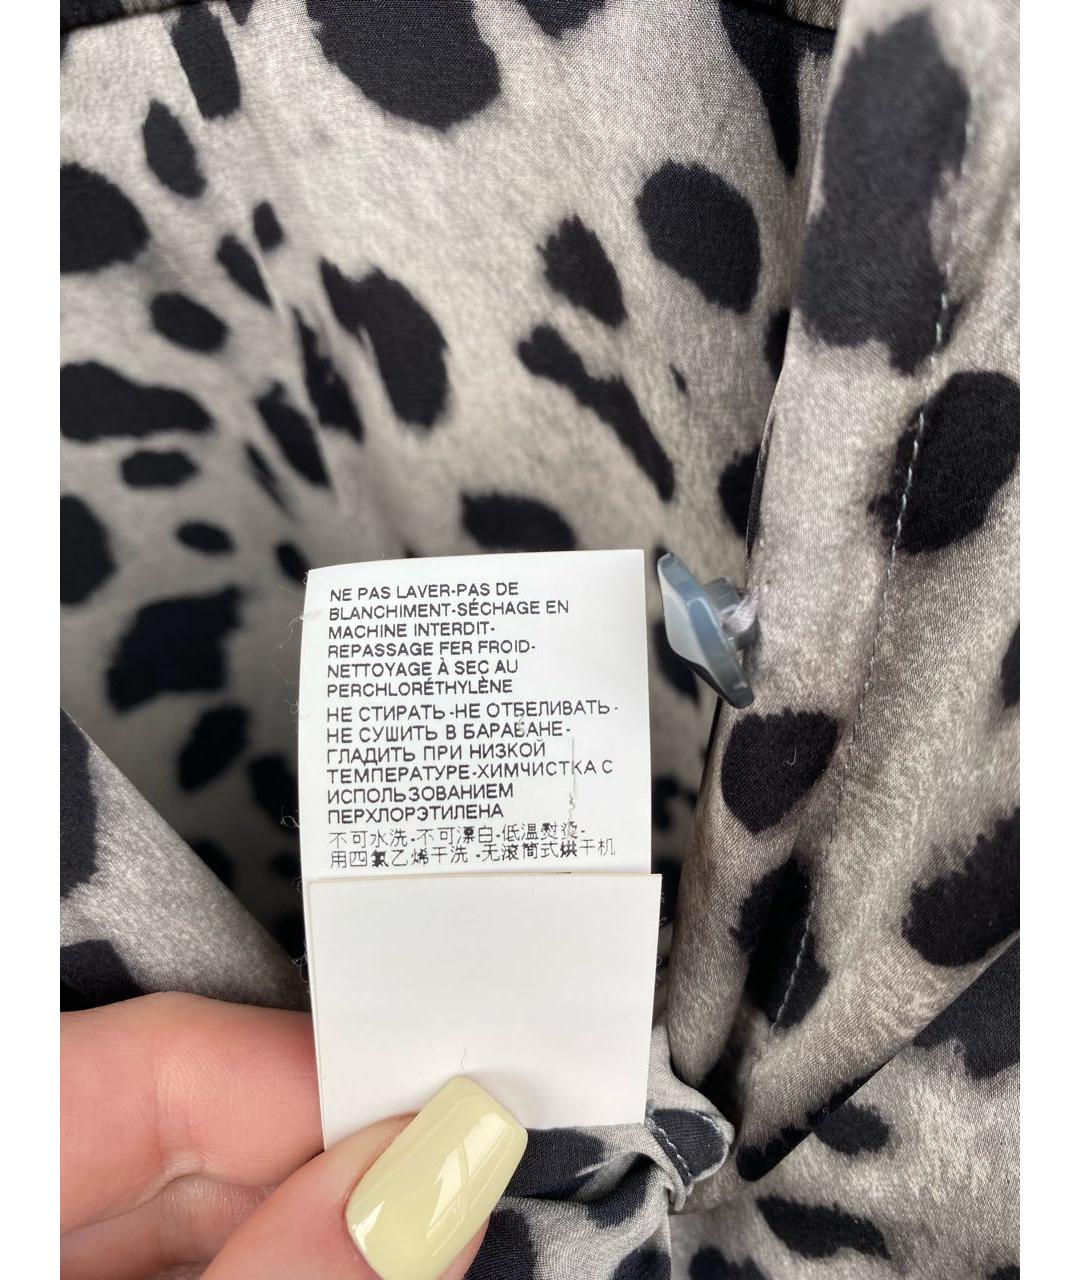 NE PAS LAVER-PAS DE
BLANCHIMENT-SÉCHAGE EN
MACHINE INTERDIT-
REPASSAGE FER FROID-
NETTOYAGE À SEC AU
PERCHLORÉTHYLÈNE
НЕ СТИРАТЬ-НЕ ОТБЕЛИВАТЬ-
НЕ СУШИТЬ В БАРАБАНЕ-
ГЛАДИТЬ ПРИ НИЗКОЙ
ТЕМПЕРАТУРЕ-ХИМЧИСТКА С
ИСПОЛЬЗОВАНИЕМ
ПЕРХЛОРЭТИЛЕНА
不可水洗-不可漂白-低温熨烫-
用四氯乙烯干洗-无滚筒式烘干机